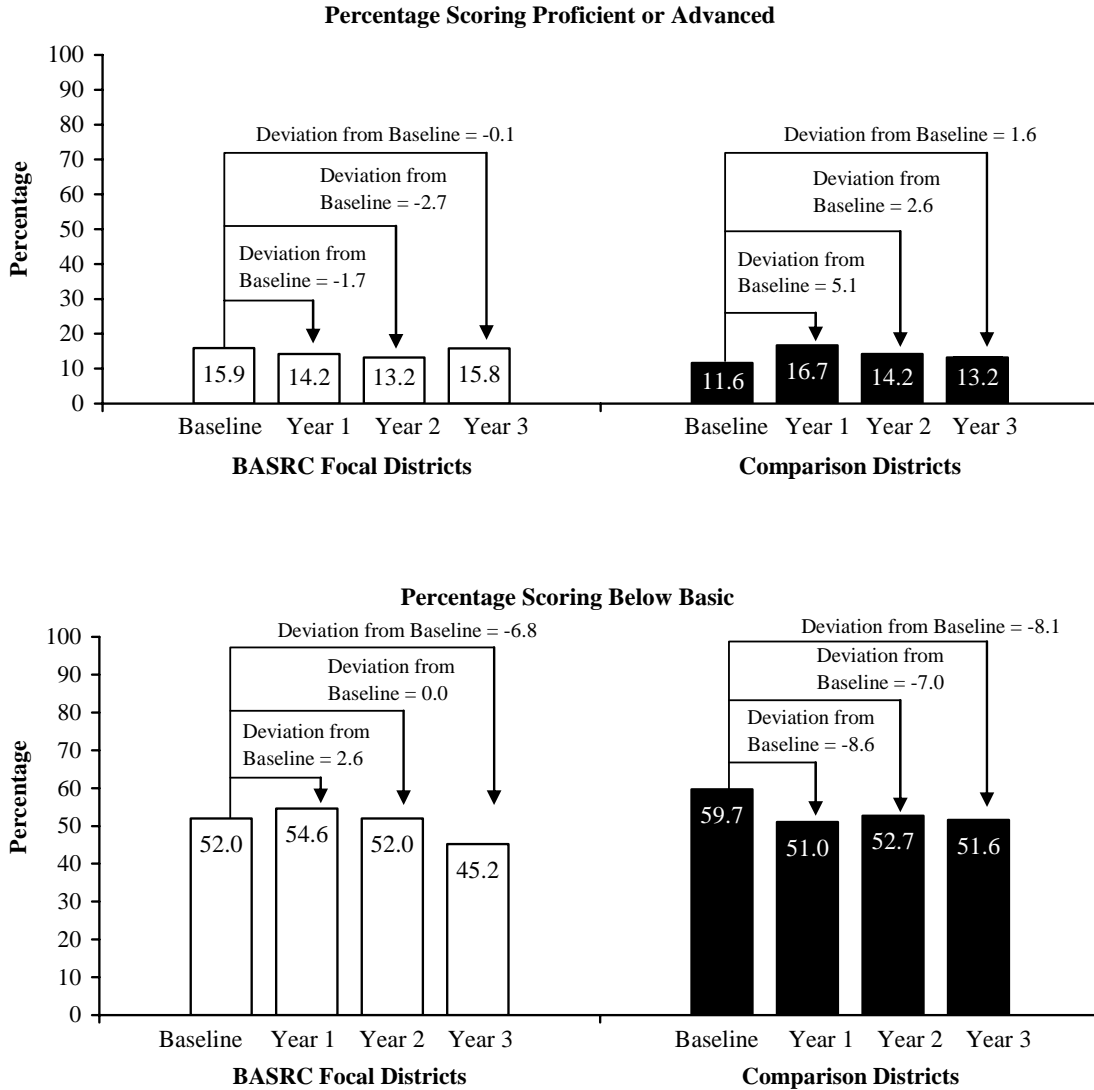 Percentage Scoring Proficient or Advanced
Percentage
100
90
80
70
60
50
40
30
20
10
0
Deviation from Baseline = -0.1
Deviation from
Baseline = -2.7
Deviation from
Baseline = -1.7
15.9
14.2
13.2
15.8
Baseline Year 1 Year 2 Year 3
BASRC Focal Districts
Deviation from Baseline = 1.6
Deviation from
Baseline = 2.6
Deviation from
Baseline = 5.1
11.6
16.7
14.2
13.2
Baseline Year 1 Year 2 Year 3
Comparison Districts
Percentage Scoring Below Basic
Percentage
100
90
80
70
60
50
40
30
20
10
0
Deviation from Baseline = -6.8
Deviation from
Baseline = 0.0
Deviation from
Baseline = 2.6
52.0
54.6
52.0
45.2
Baseline Year 1 Year 2 Year 3
BASRC Focal Districts
Deviation from Baseline = -8.1
Deviation from
Baseline = -7.0
Deviation from
Baseline = -8.6
59.7
51.0
52.7
51.6
Baseline Year 1 Year 2 Year 3
Comparison Districts